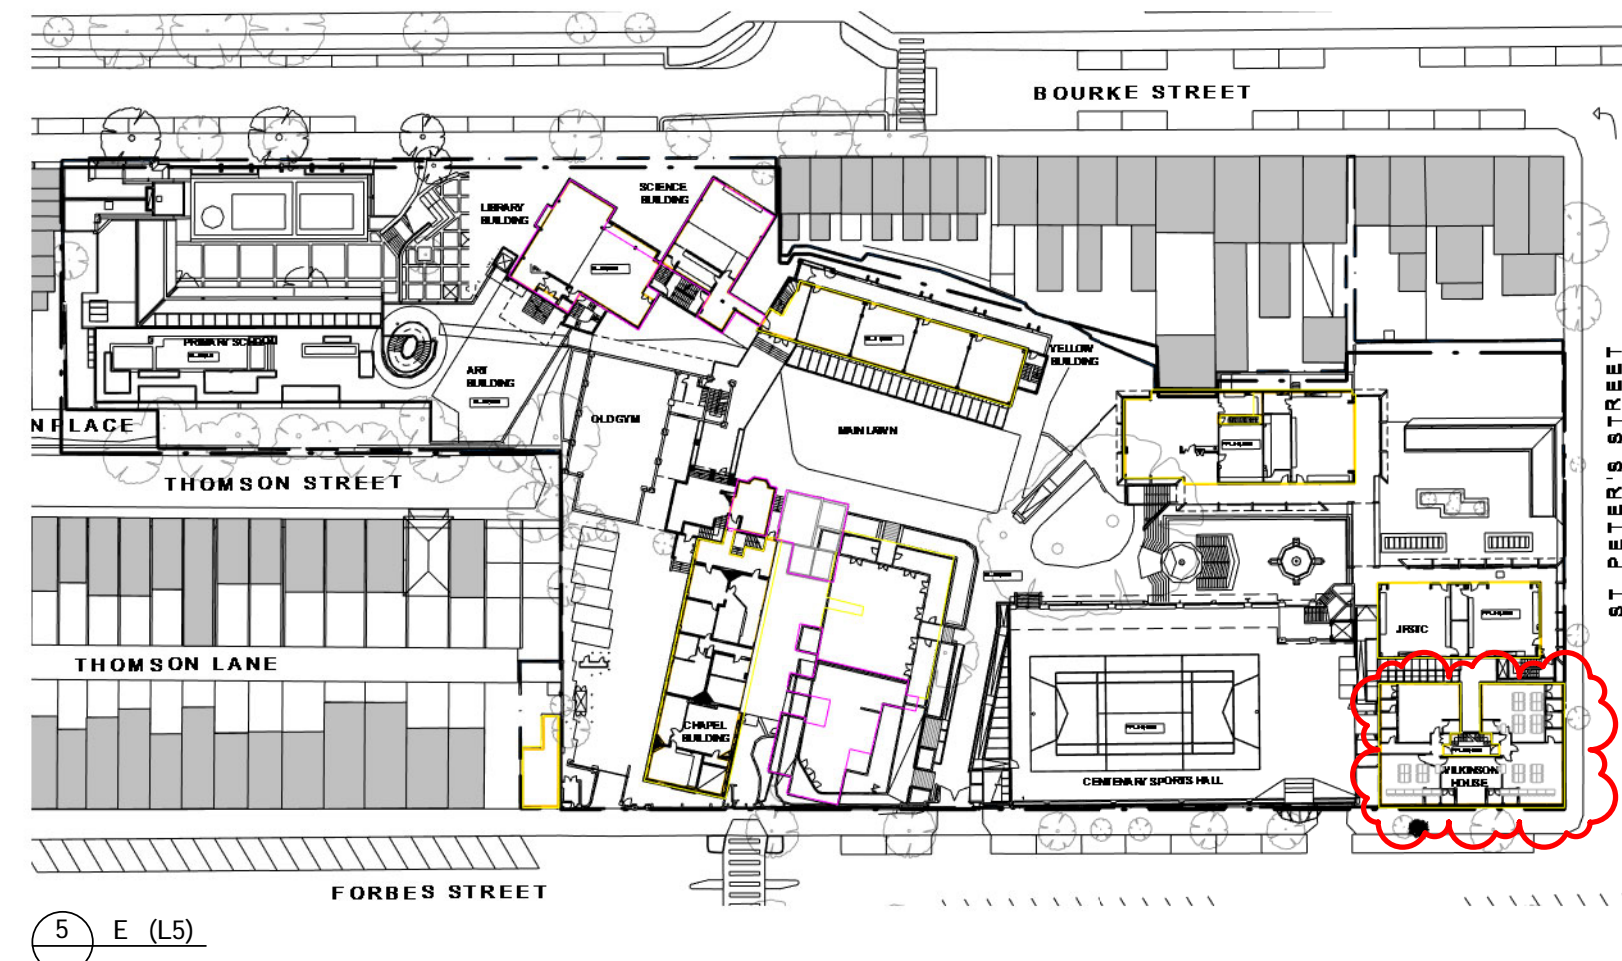 BOURKE STREET
SCIENCE
BUILDING
LIBRARY
BUILDING
PRIMARY SCHOOL
YELLOW
BUILDING
ART
BUILDING
OLD GYM
MAIN LAWN
N PLACE
THOMSON STREET
ST PETER'S STREET
JFSTC
THOMSON LANE
CHAPEL
BUILDING
CENTENARY SPORTS HALL
WILKINSON
HOUSE
FORBES STREET
5 E (L5)